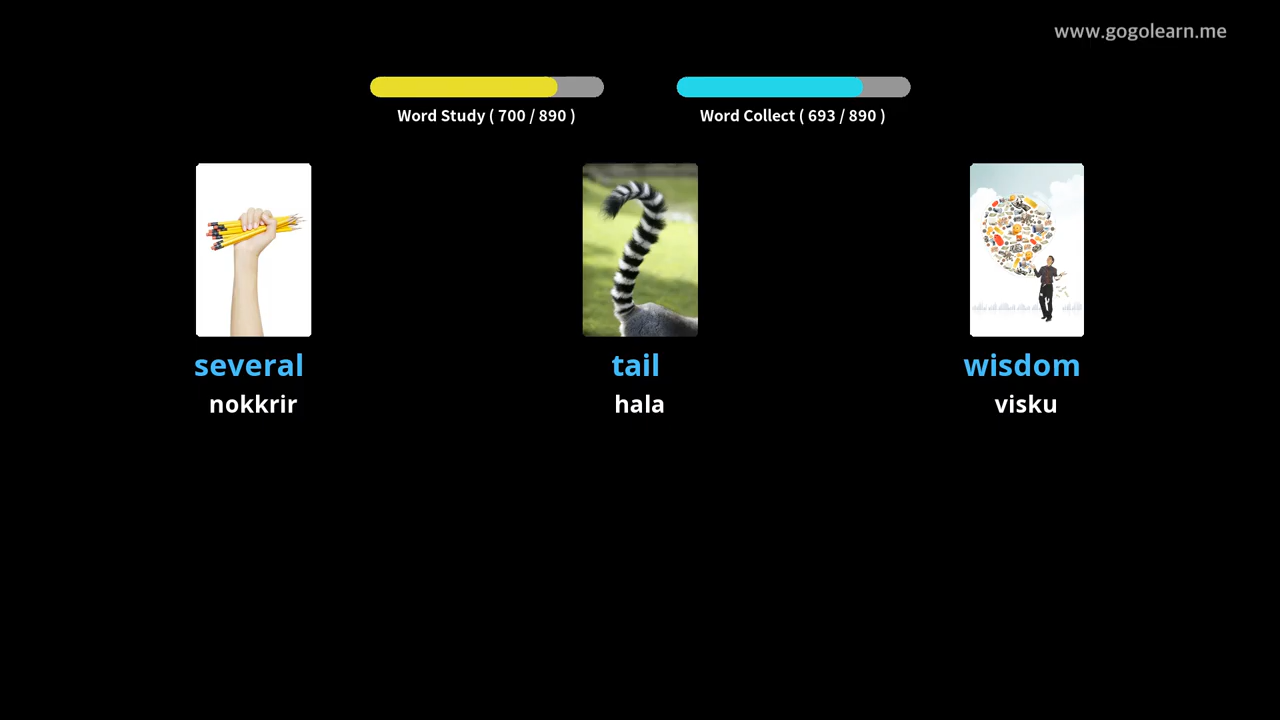 www.gogolearn.me
Word Study ( 700 / 890 )
Word Collect ( 693 / 890 )
several
tail
wisdom
nokkrir
hala
visku